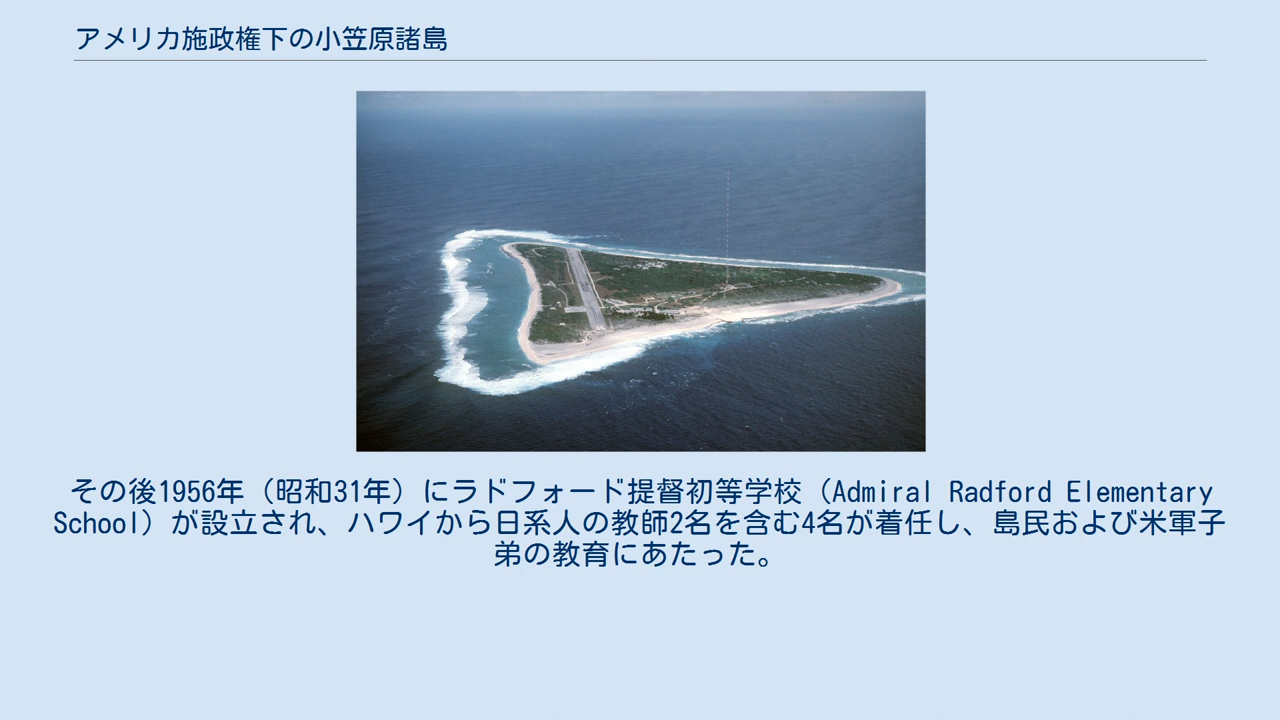 アメリカ施政権下の小笠原諸島
その後1956年（昭和31年）にラドフォード提督初等学校（Admiral Radford Elementary
School）が設立され、ハワイから日系人の教師2名を含む4名が着任し、島民および米軍子
弟の教育にあたった。